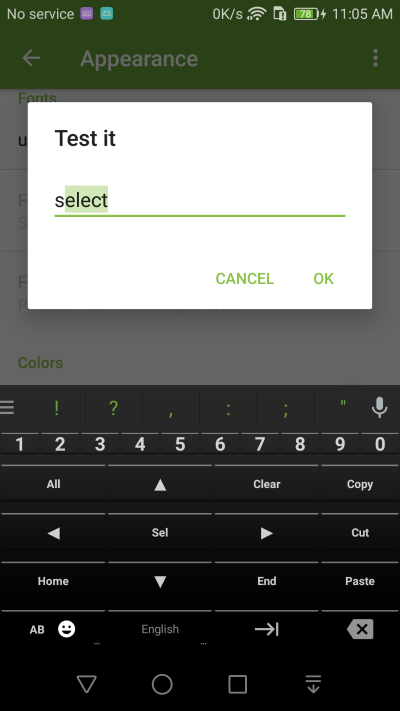 No service 0K/s 78 11:05 AM
Appearance
Fonts
Test it
select
CANCEL OK
Colors
! ? , : ; "
1 2 3 4 5 6 7 8 9 0
All ▲ Clear Copy
◀ Sel ▶ Cut
Home ▼ End Paste
AB English